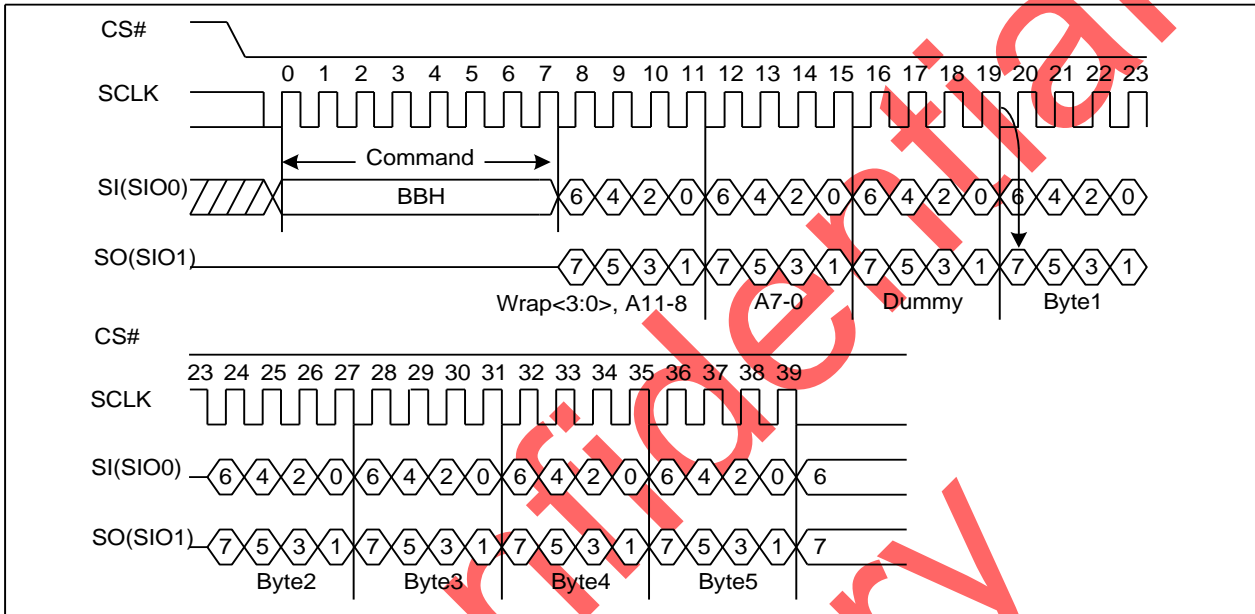 CS#
0 1 2 3 4 5 6 7 8 9 10 11 12 13 14 15 16 17 18 19 20 21 22 23
SCLK
Command
SI(SIO0) BBH 6 4 2 0 6 4 2 0 6 4 2 0 6 4 2 0
SO(SIO1) 7 5 3 1 7 5 3 1 7 5 3 1 7 5 3 1
Wrap<3:0>, A11-8 A7-0 Dummy Byte1
CS#
23 24 25 26 27 28 29 30 31 32 33 34 35 36 37 38 39
SCLK
SI(SIO0) 6 4 2 0 6 4 2 0 6 4 2 0 6 4 2 0 6
SO(SIO1) 7 5 3 1 7 5 3 1 7 5 3 1 7 5 3 1 7
Byte2 Byte3 Byte4 Byte5
nfidential
ry